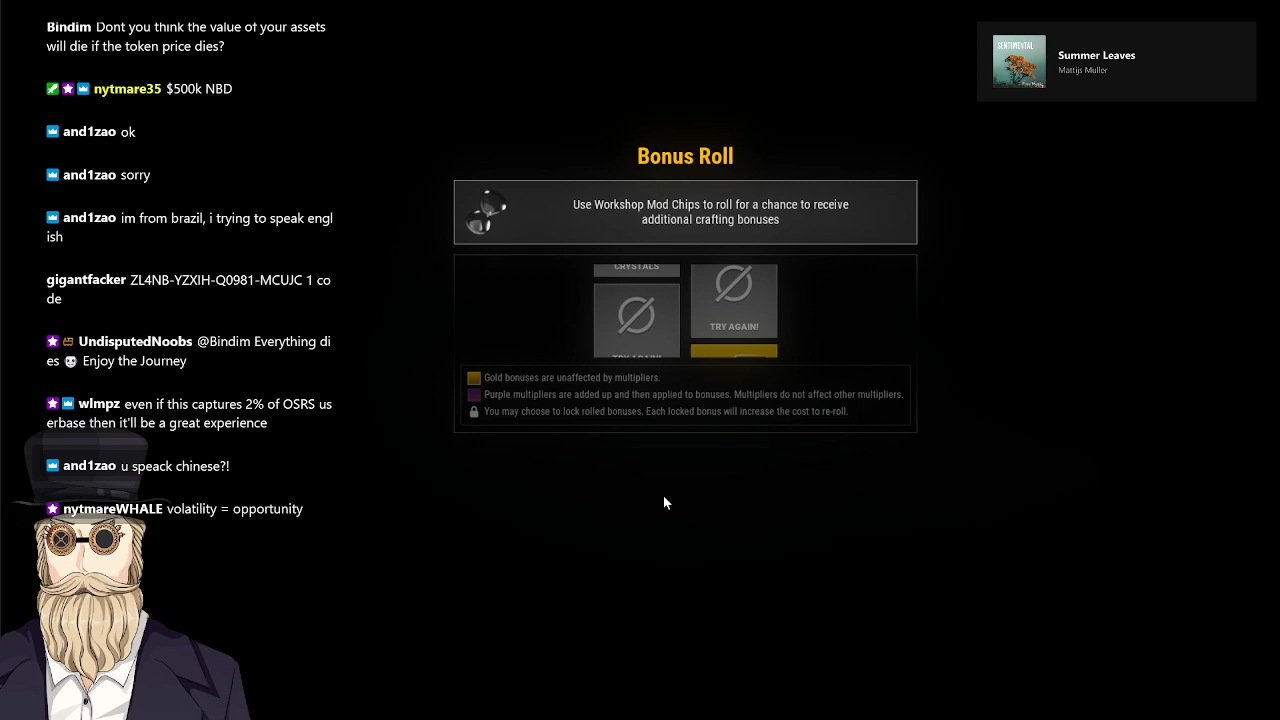 Bindim Dont you think the value of your assets
will die if the token price dies?
nytmare35 $500k NBD
and1zao ok
and1zao sorry
and1zao im from brazil, i trying to speak engl
ish
gigantfacker ZL4NB-YZXIH-Q0981-MCUJC 1 co
de
UndisputedNoobs @Bindim Everything di
es Enjoy the Journey
wlmpz even if this captures 2% of OSRS us
erbase then it'll be a great experience
and1zao u speack chinese?!
nytmareWHALE volatility = opportunity
Bonus Roll
Use Workshop Mod Chips to roll for a chance to receive
additional crafting bonuses
CRYSTALS
TRY AGAIN!
TRY AGAIN!
Gold bonuses are unaffected by multipliers.
Purple multipliers are added up and then applied to bonuses. Multipliers do not affect other multipliers.
You may choose to lock rolled bonuses. Each locked bonus will increase the cost to re-roll.
SENTIMENTAL
Summer Leaves
Mattijs Muller